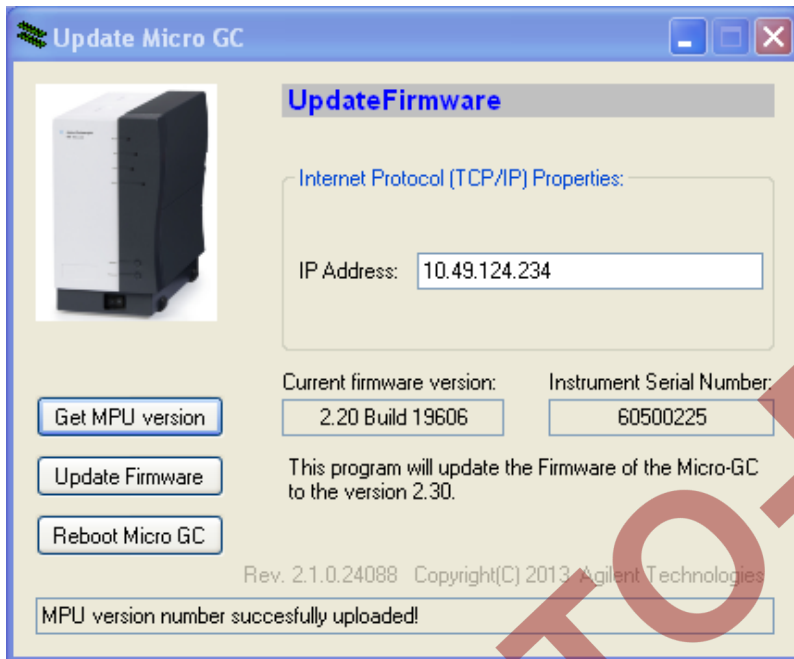 Update Micro GC
UpdateFirmware
Internet Protocol (TCP/IP) Properties:
IP Address: 10.49.124.234
Current firmware version: Instrument Serial Number:
2.20 Build 19606 60500225
Get MPU version
Update Firmware
Reboot Micro GC
This program will update the Firmware of the Micro-GC
to the version 2.30.
Rev. 2.1.0.24088 Copyright(C) 2013 Agilent Technologies
MPU version number succesfully uploaded!
TO-